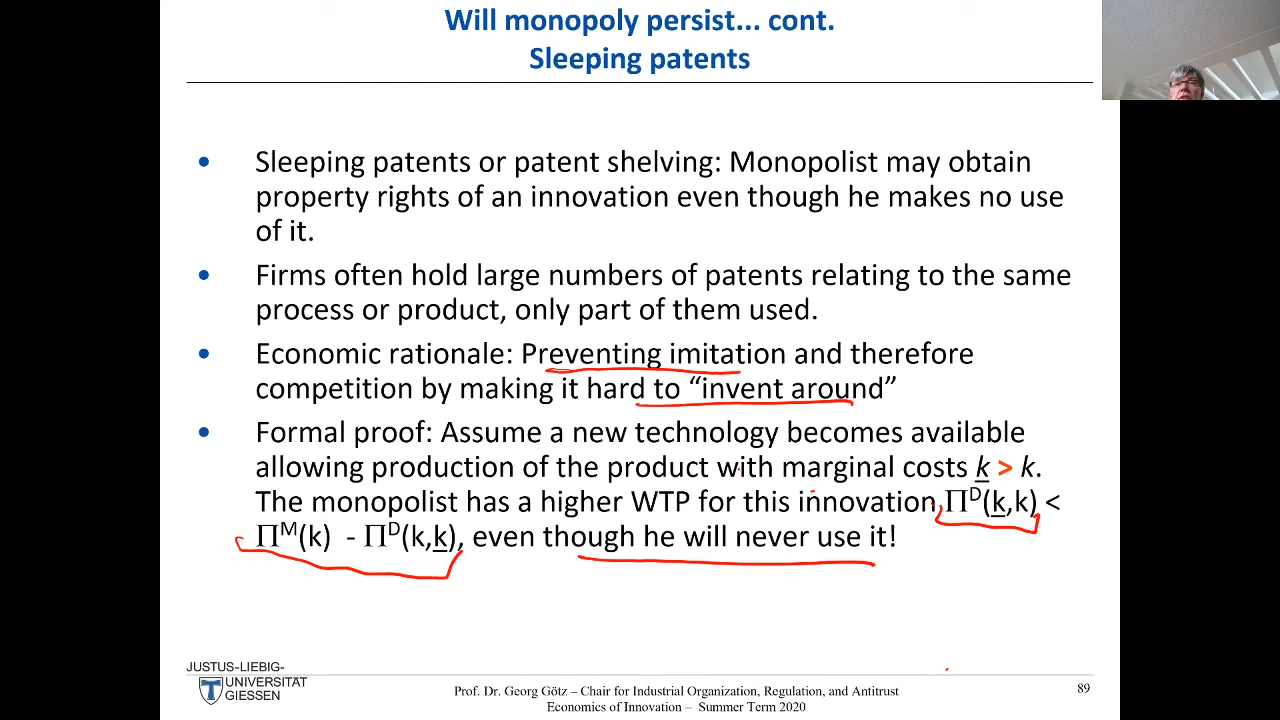 Will monopoly persist... cont.
Sleeping patents
• Sleeping patents or patent shelving: Monopolist may obtain
property rights of an innovation even though he makes no use
of it.
• Firms often hold large numbers of patents relating to the same
process or product, only part of them used.
• Economic rationale: Preventing imitation and therefore
competition by making it hard to “invent around”
• Formal proof: Assume a new technology becomes available
allowing production of the product with marginal costs k > k.
The monopolist has a higher WTP for this innovation, Π^D(k,k) <
Π^M(k) - Π^D(k,k), even though he will never use it!
JUSTUS-LIEBIG-
UNIVERSITÄT
GIESSEN
Prof. Dr. Georg Götz – Chair for Industrial Organization, Regulation, and Antitrust
Economics of Innovation – Summer Term 2020
89